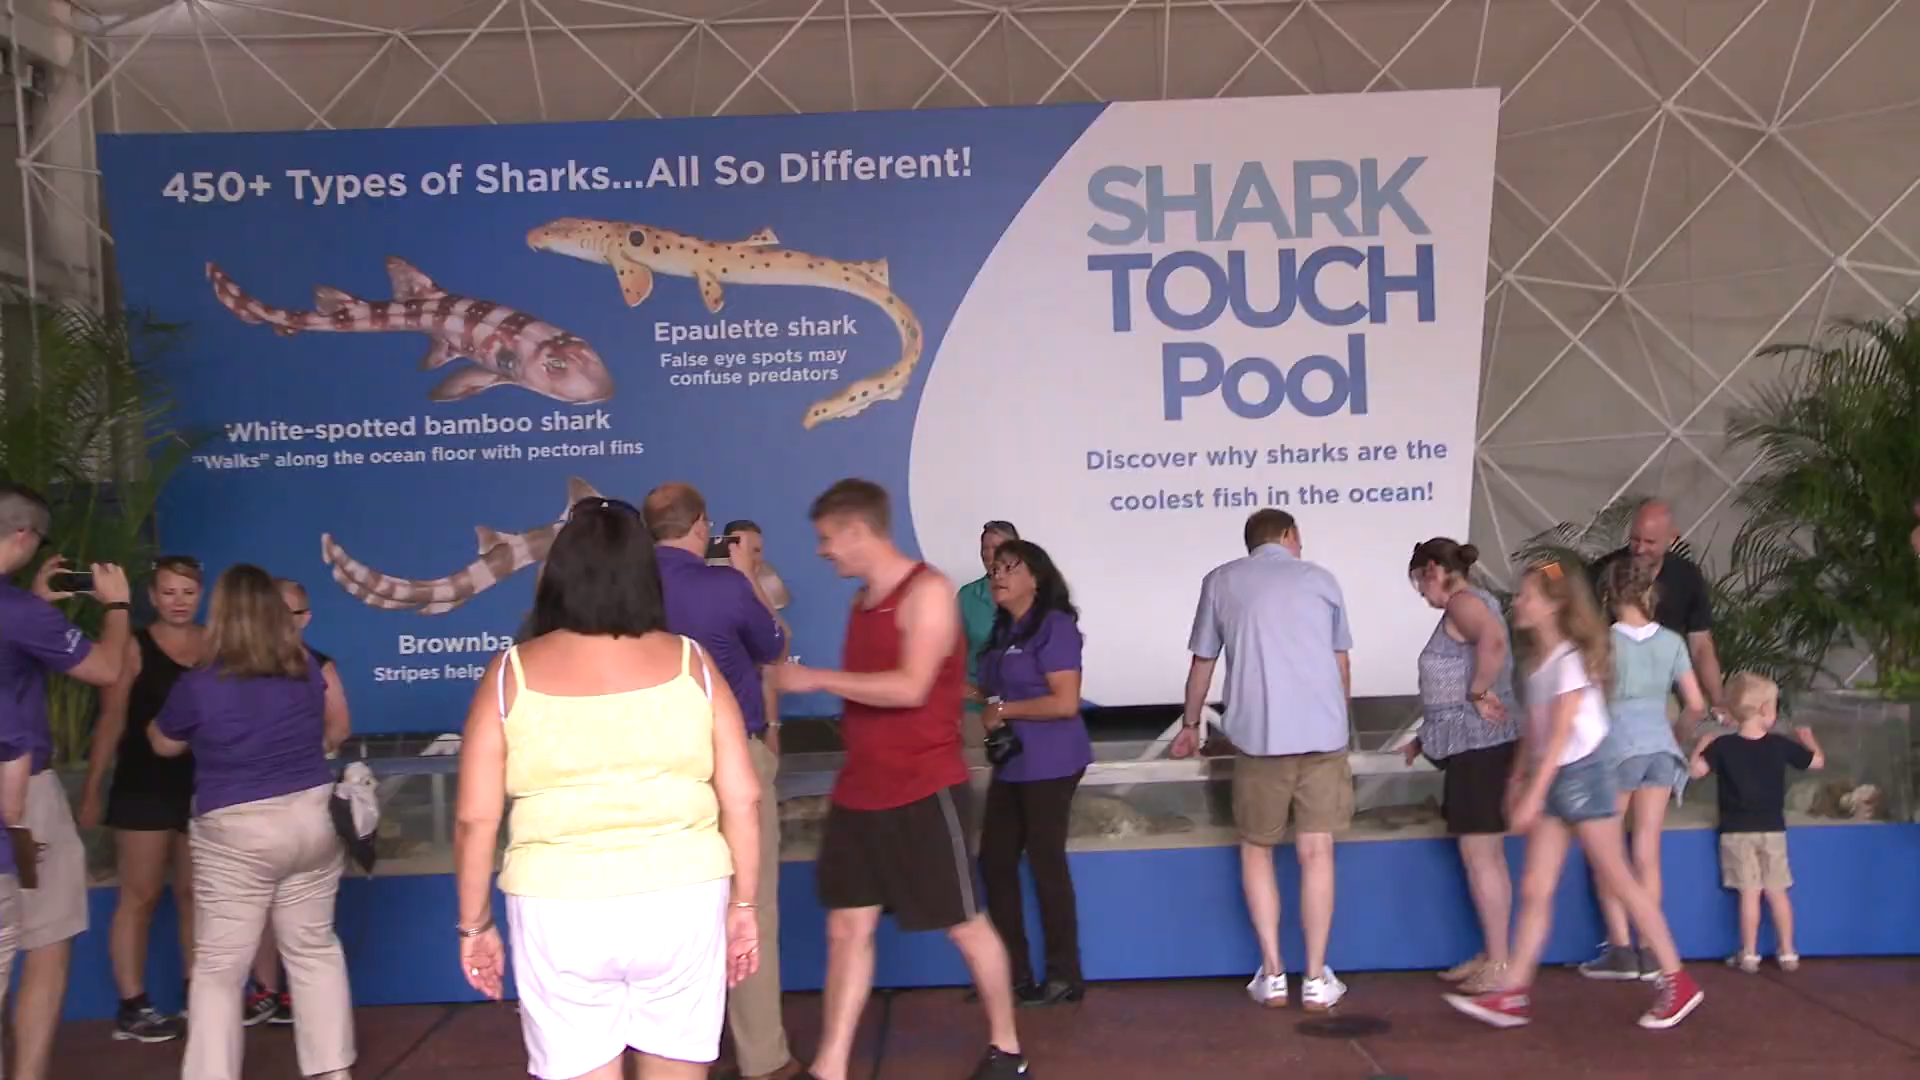 450+ Types of Sharks...All So Different!
SHARK
TOUCH
Pool
Discover why sharks are the
coolest fish in the ocean!
Epaulette shark
False eye spots may
confuse predators
White-spotted bamboo shark
"Walks" along the ocean floor with pectoral fins
Stripes help